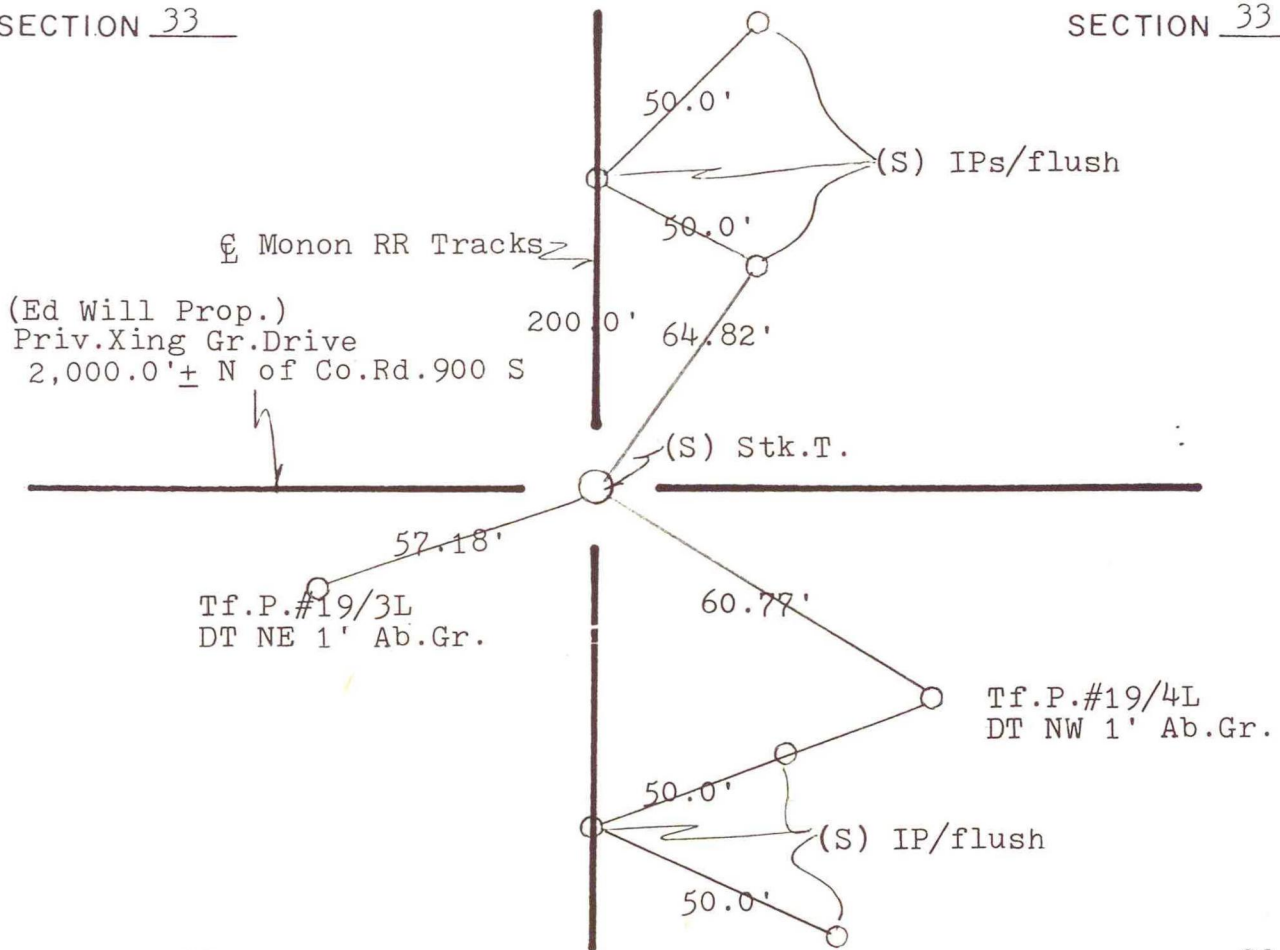 SECTION 33
SECTION 33
50.0'
(S) IPs/flush
50.0'
℄ Monon RR Tracks
(Ed Will Prop.)
Priv.Xing Gr.Drive
2,000.0'± N of Co.Rd.900 S
200.0'
64.82'
(S) Stk.T.
57.18'
Tf.P.#19/3L
DT NE 1' Ab.Gr.
60.77'
Tf.P.#19/4L
DT NW 1' Ab.Gr.
50.0'
(S) IP/flush
50.0'